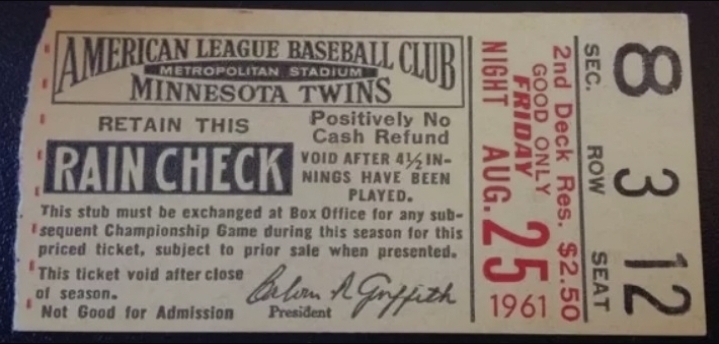 AMERICAN LEAGUE BASEBALL CLUB
METROPOLITAN STADIUM
MINNESOTA TWINS
RETAIN THIS
RAIN CHECK
Positively No
Cash Refund
VOID AFTER 4½ IN-
NINGS HAVE BEEN
PLAYED.
This stub must be exchanged at Box Office for any sub-
sequent Championship Game during this season for this
priced ticket, subject to prior sale when presented.
This ticket void after close
of season.
Not Good for Admission
Calvin R Griffith
President
NIGHT AUG. 25
1961
FRIDAY
GOOD ONLY
2nd Deck Res. $2.50
SEC. ROW SEAT
8 3 12